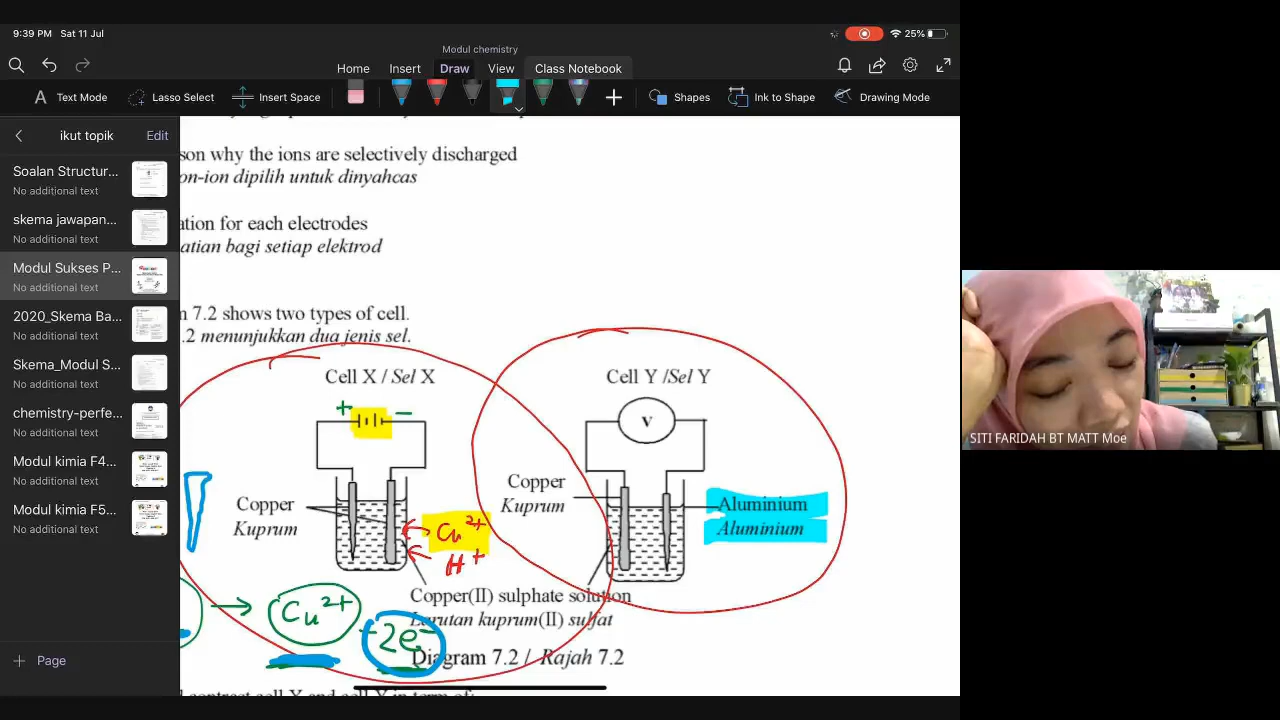 9:39 PM Sat 11 Jul
25%
Modul chemistry
Home Insert Draw View Class Notebook
Text Mode Lasso Select Insert Space Shapes Ink to Shape Drawing Mode
ikut topik Edit
Soalan Structur...
No additional text
skema jawapan...
No additional text
Modul Sukses P...
No additional text
2020_Skema Ba...
No additional text
Skema_Modul S...
No additional text
chemistry-perfe...
No additional text
Modul kimia F4...
No additional text
Modul kimia F5...
No additional text
Page
son why the ions are selectively discharged
on-ion dipilih untuk dinyahcas
ation for each electrodes
atian bagi setiap elektrod
7.2 shows two types of cell.
.2 menunjukkan dua jenis sel.
Cell X / Sel X
Cell Y /Sel Y
+ −
V
Copper
Kuprum
Copper
Kuprum
Aluminium
Aluminium
Cu²⁺
H⁺
Copper(II) sulphate solution
Larutan kuprum(II) sulfat
→ Cu²⁺ 2e⁻
Diagram 7.2 / Rajah 7.2
contrast cell X and cell Y in term of:
SITI FARIDAH BT MATT Moe